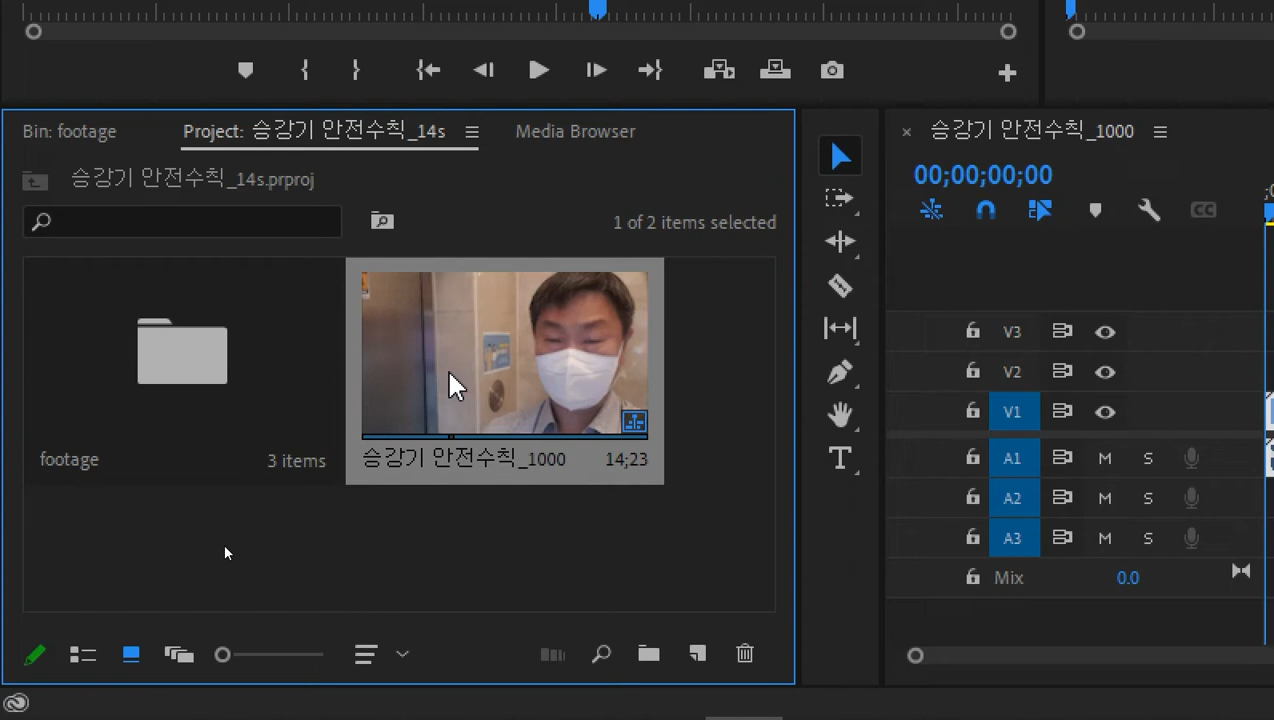 Bin: footage
Project: 승강기 안전수칙_14s
Media Browser
승강기 안전수칙_14s.prproj
1 of 2 items selected
footage
3 items
승강기 안전수칙_1000
14;23
× 승강기 안전수칙_1000
00;00;00;00
CC
V3
V2
V1
A1 M S
A2 M S
A3 M S
Mix 0.0